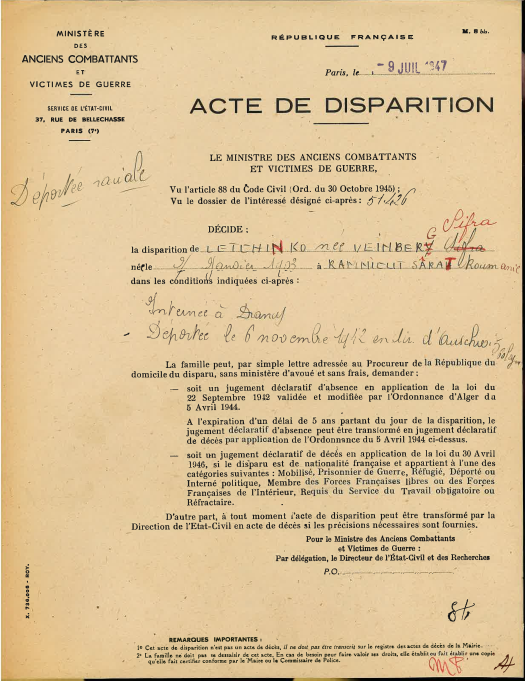 MINISTÈRE
DES
ANCIENS COMBATTANTS
ET
VICTIMES DE GUERRE
SERVICE DE L'ÉTAT-CIVIL
37, RUE DE BELLECHASSE
PARIS (7e)
RÉPUBLIQUE FRANÇAISE
M. 8 bis.
Paris, le -9 JUIL 1947
ACTE DE DISPARITION
Déportée raciale
LE MINISTRE DES ANCIENS COMBATTANTS
ET VICTIMES DE GUERRE,
Vu l'article 88 du Code Civil (Ord. du 30 Octobre 1945) ;
Vu le dossier de l'intéressé désigné ci-après : 51426
DÉCIDE :
Sifra
la disparition de LETCHINKO née VEINBERG
née le Janvier à RAMNICUT SARAT Roumanie
dans les conditions indiquées ci-après :
Internée à Drancy
- Déportée le 6 novembre 1942 en dir. d'Auschwitz
La famille peut, par simple lettre adressée au Procureur de la République du
domicile du disparu, sans ministère d'avoué et sans frais, demander :
— soit un jugement déclaratif d'absence en application de la loi du
22 Septembre 1942 validée et modifiée par l'Ordonnance d'Alger da
5 Avril 1944.
A l'expiration d'un délai de 5 ans partant du jour de la disposition, le
jugement déclaratif d'absence peut être transformé en jugement déclaratif
de décès par application de l'Ordonnance du 5 Avril 1944 ci-dessus.
— soit un jugement déclaratif de décès en application de la loi du 30 Avril
1946, si le disparu est de nationalité française et appartient à l'une des
catégories suivantes : Mobilisé, Prisonnier de Guerre, Réfugié, Déporté ou
Interné politique, Membre des Forces Françaises libres ou des Forces
Françaises de l'Intérieur, Requis du Service du Travail obligatoire ou
Réfractaire.
D'autre part, à tout moment l'acte de disparition peut être transformé par la
Direction de l'Etat-Civil en acte de décès si les précisions nécessaires sont fournies.
Pour le Ministre des Anciens Combattants
et Victimes de Guerre :
Par délégation, le Directeur de l'État-Civil et des Recherches
P.O.
REMARQUES IMPORTANTES :
1° Cet acte de disparition n'est pas un acte de décès, il ne doit pas être transcrit sur le registre des actes de décès de la Mairie.
2° La famille ne doit pas se dessaisir de cet acte. En cas de besoin pour faire valoir ses droits, elle établit ou fait établir une copie
qu'elle fait certifier conforme par le Maire ou la Commissaire de Police.